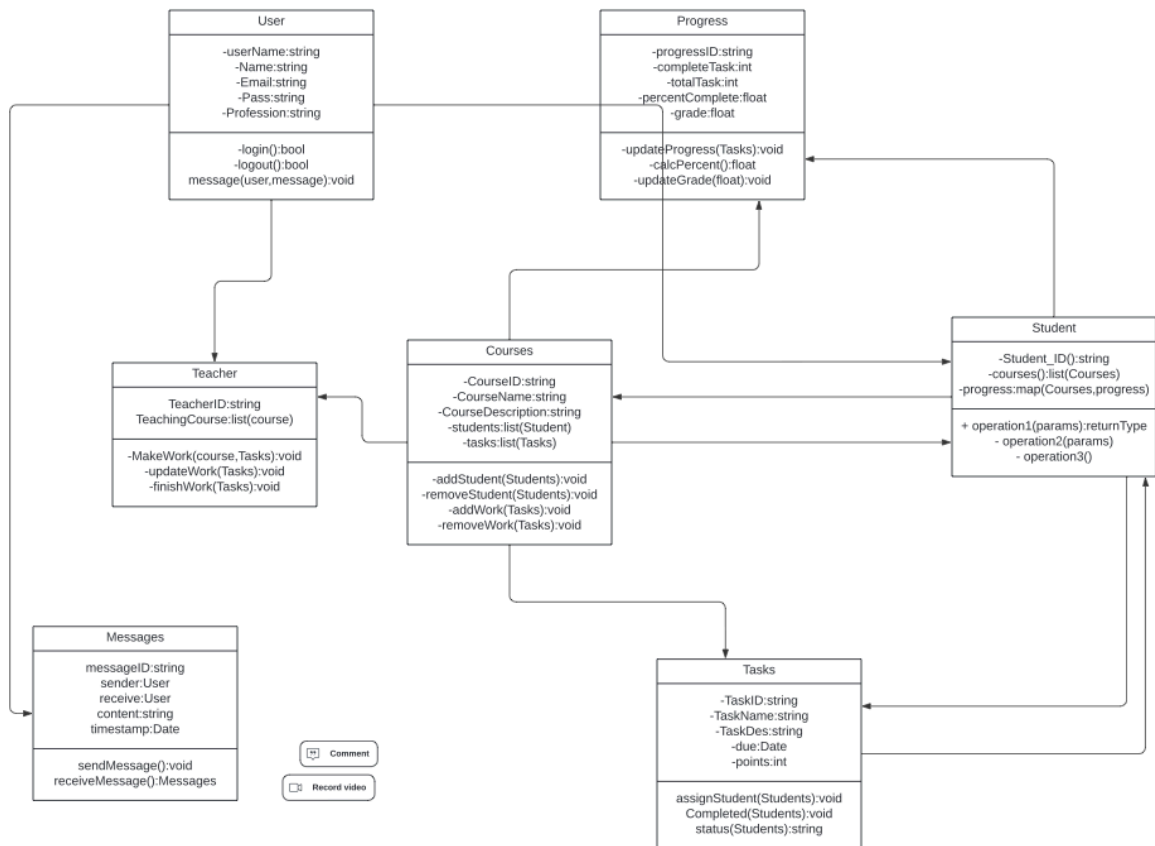 User
-userName:string
-Name:string
-Email:string
-Pass:string
-Profession:string
-login():bool
-logout():bool
message(user,message):void
Progress
-progressID:string
-completeTask:int
-totalTask:int
-percentComplete:float
-grade:float
-updateProgress(Tasks):void
-calcPercent():float
-updateGrade(float):void
Teacher
TeacherID:string
TeachingCourse:list(course)
-MakeWork(course,Tasks):void
-updateWork(Tasks):void
-finishWork(Tasks):void
Courses
-CourseID:string
-CourseName:string
-CourseDescription:string
-students:list(Student)
-tasks:list(Tasks)
-addStudent(Students):void
-removeStudent(Students):void
-addWork(Tasks):void
-removeWork(Tasks):void
Student
-Student_ID():string
-courses():list(Courses)
-progress:map(Courses,progress)
+ operation1(params):returnType
- operation2(params)
- operation3()
Messages
messageID:string
sender:User
receive:User
content:string
timestamp:Date
sendMessage():void
receiveMessage():Messages
Comment
Record video
Tasks
-TaskID:string
-TaskName:string
-TaskDes:string
-due:Date
-points:int
assignStudent(Students):void
Completed(Students):void
status(Students):string